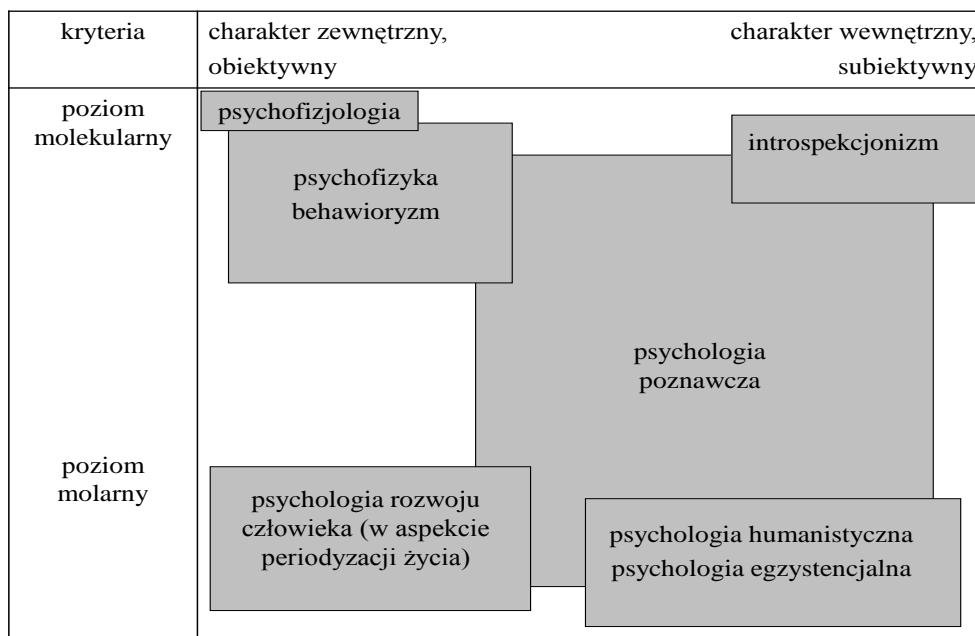 kryteria
charakter zewnętrzny,
obiektywny
charakter wewnętrzny,
subiektywny
poziom
molekularny
psychofizjologia
psychofizyka
behawioryzm
introspekcjonizm
psychologia
poznawcza
poziom
molarny
psychologia rozwoju
człowieka (w aspekcie
periodyzacji życia)
psychologia humanistyczna
psychologia egzystencjalna